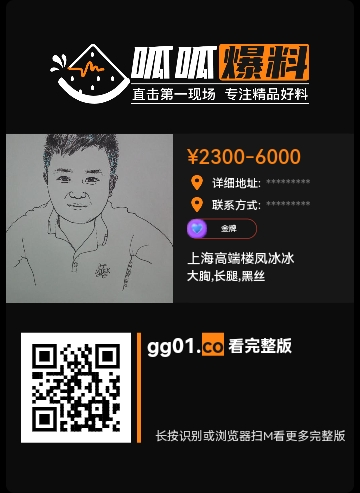 呱呱爆料
直击第一现场 专注精品好料
¥2300-6000
详细地址: *********
联系方式: *********
金牌
上海高端楼凤冰冰
大胸,长腿,黑丝
gg01.co 看完整版
长按识别或浏览器扫M看更多完整版